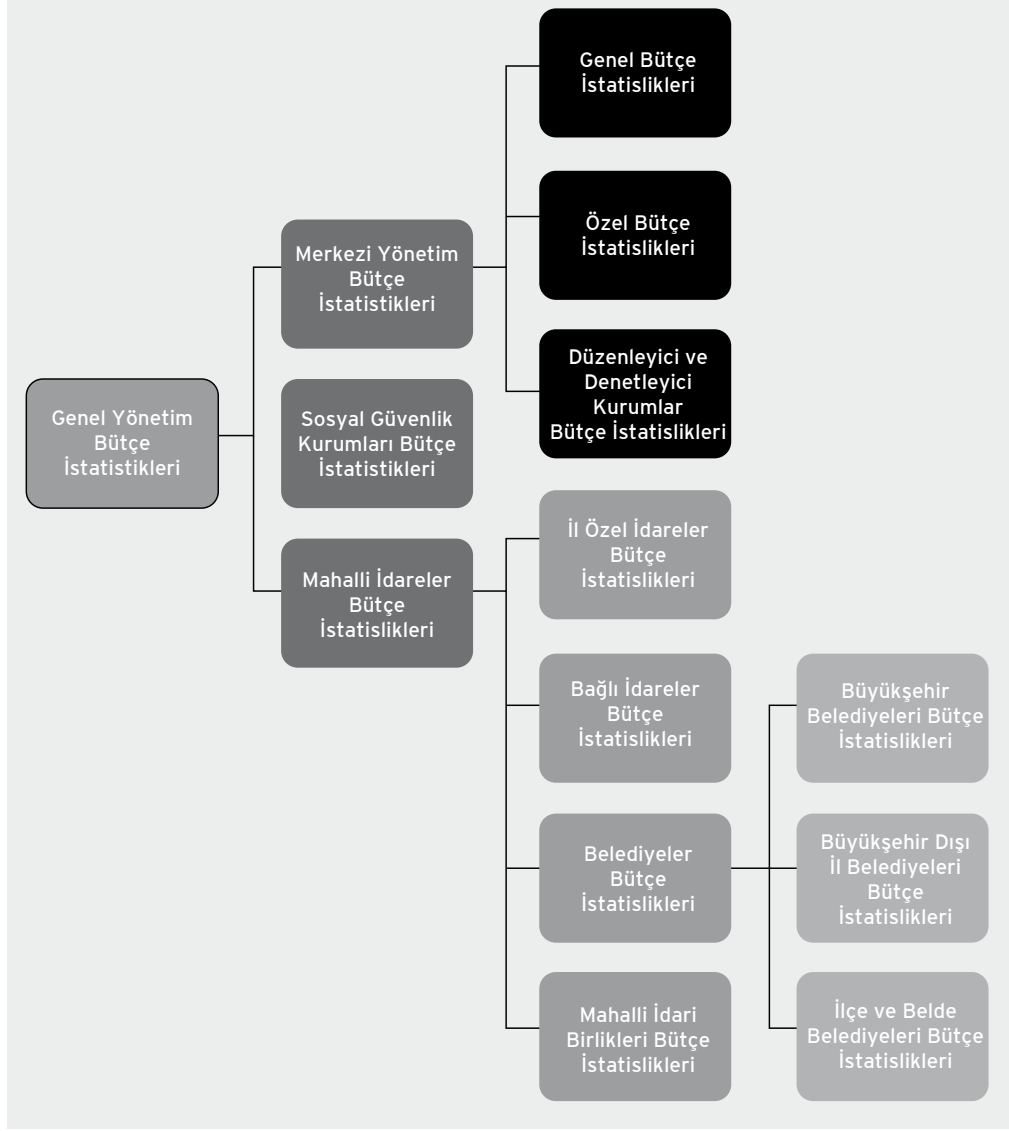 Genel Yönetim
Bütçe
İstatistikleri
Merkezi Yönetim
Bütçe
İstatistikleri
Sosyal Güvenlik
Kurumları Bütçe
İstatistikleri
Mahalli İdareler
Bütçe
İstatislikleri
Genel Bütçe
İstatislikleri
Özel Bütçe
İstatislikleri
Düzenleyici ve
Denetleyici
Kurumlar
Bütçe İstatislikleri
İl Özel İdareler
Bütçe
İstatislikleri
Bağlı İdareler
Bütçe
İstatislikleri
Belediyeler
Bütçe
İstatislikleri
Mahalli İdari
Birlikleri Bütçe
İstatislikleri
Büyükşehir
Belediyeleri Bütçe
İstatislikleri
Büyükşehir Dışı
İl Belediyeleri
Bütçe
İstatislikleri
İlçe ve Belde
Belediyeleri Bütçe
İstatislikleri